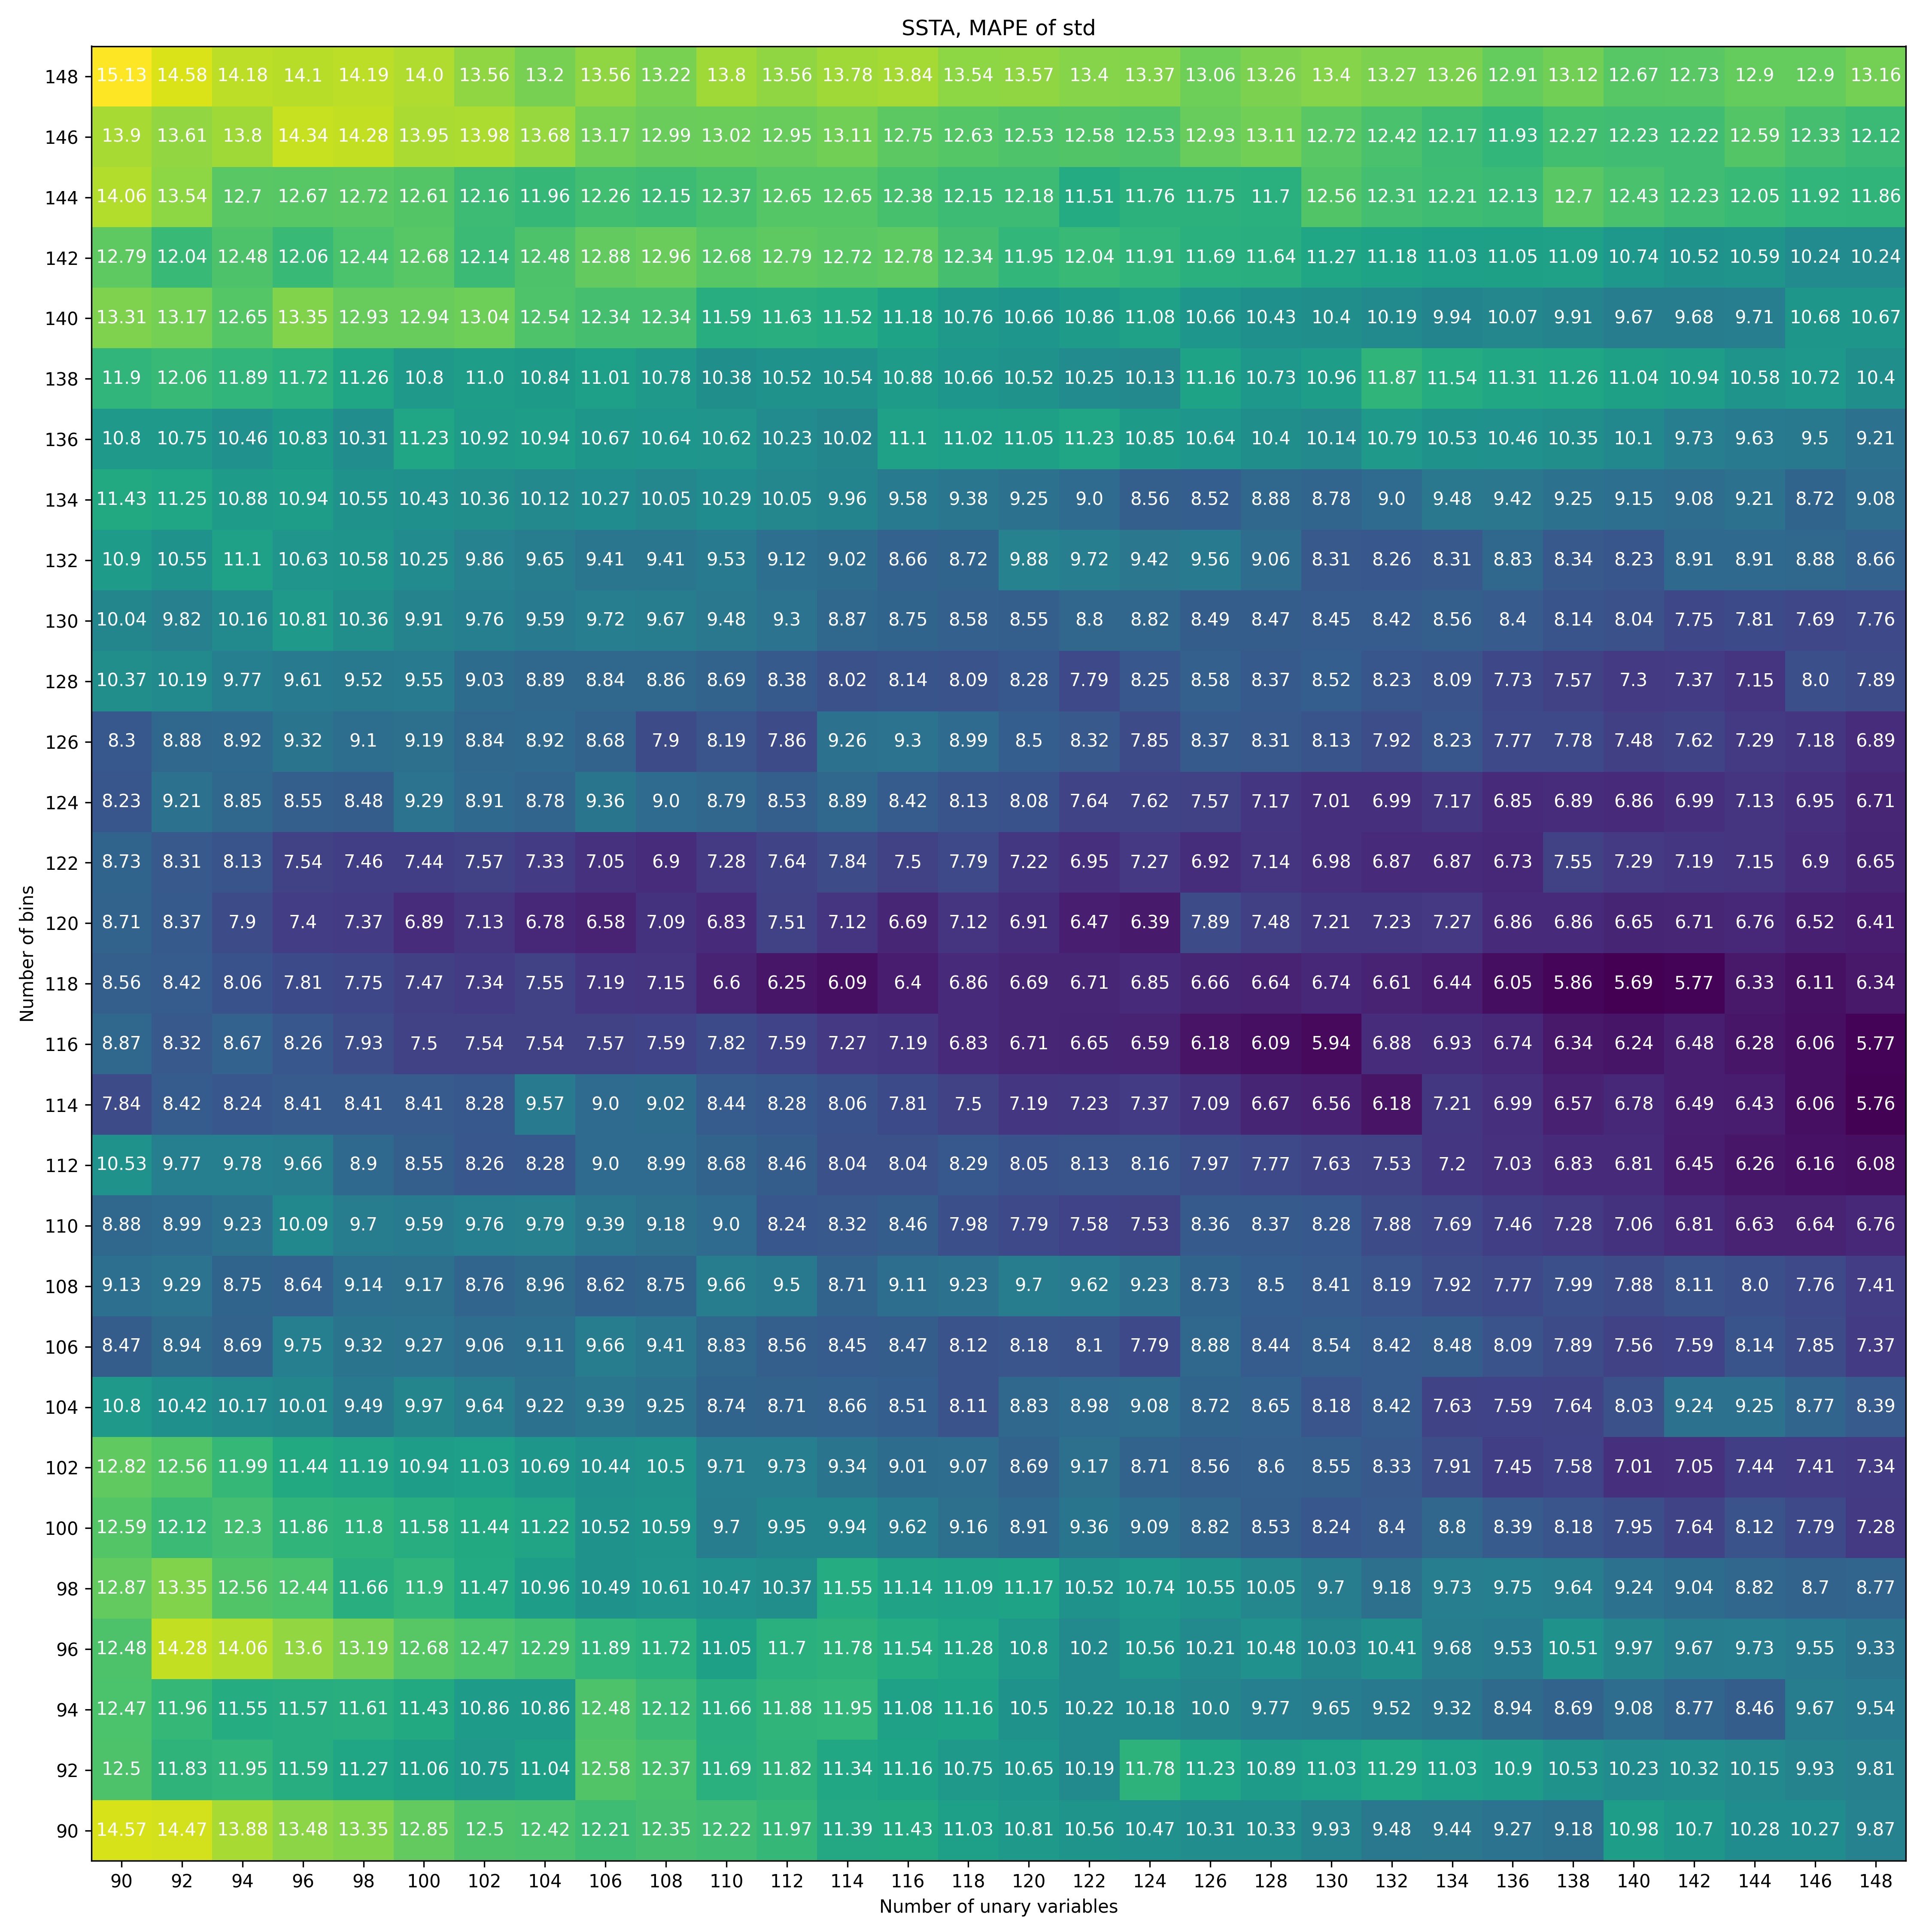 SSTA, MAPE of std
148 15.13 14.58 14.18 14.1 14.19 14.0 13.56 13.2 13.56 13.22 13.8 13.56 13.78 13.84 13.54 13.57 13.4 13.37 13.06 13.26 13.4 13.27 13.26 12.91 13.12 12.67 12.73 12.9 12.9 13.16
146 13.9 13.61 13.8 14.34 14.28 13.95 13.98 13.68 13.17 12.99 13.02 12.95 13.11 12.75 12.63 12.53 12.58 12.53 12.93 13.11 12.72 12.42 12.17 11.93 12.27 12.23 12.22 12.59 12.33 12.12
144 14.06 13.54 12.7 12.67 12.72 12.61 12.16 11.96 12.26 12.15 12.37 12.65 12.65 12.38 12.15 12.18 11.51 11.76 11.75 11.7 12.56 12.31 12.21 12.13 12.7 12.43 12.23 12.05 11.92 11.86
142 12.79 12.04 12.48 12.06 12.44 12.68 12.14 12.48 12.88 12.96 12.68 12.79 12.72 12.78 12.34 11.95 12.04 11.91 11.69 11.64 11.27 11.18 11.03 11.05 11.09 10.74 10.52 10.59 10.24 10.24
140 13.31 13.17 12.65 13.35 12.93 12.94 13.04 12.54 12.34 12.34 11.59 11.63 11.52 11.18 10.76 10.66 10.86 11.08 10.66 10.43 10.4 10.19 9.94 10.07 9.91 9.67 9.68 9.71 10.68 10.67
138 11.9 12.06 11.89 11.72 11.26 10.8 11.0 10.84 11.01 10.78 10.38 10.52 10.54 10.88 10.66 10.52 10.25 10.13 11.16 10.73 10.96 11.87 11.54 11.31 11.26 11.04 10.94 10.58 10.72 10.4
136 10.8 10.75 10.46 10.83 10.31 11.23 10.92 10.94 10.67 10.64 10.62 10.23 10.02 11.1 11.02 11.05 11.23 10.85 10.64 10.4 10.14 10.79 10.53 10.46 10.35 10.1 9.73 9.63 9.5 9.21
134 11.43 11.25 10.88 10.94 10.55 10.43 10.36 10.12 10.27 10.05 10.29 10.05 9.96 9.58 9.38 9.25 9.0 8.56 8.52 8.88 8.78 9.0 9.48 9.42 9.25 9.15 9.08 9.21 8.72 9.08
132 10.9 10.55 11.1 10.63 10.58 10.25 9.86 9.65 9.41 9.41 9.53 9.12 9.02 8.66 8.72 9.88 9.72 9.42 9.56 9.06 8.31 8.26 8.31 8.83 8.34 8.23 8.91 8.91 8.88 8.66
130 10.04 9.82 10.16 10.81 10.36 9.91 9.76 9.59 9.72 9.67 9.48 9.3 8.87 8.75 8.58 8.55 8.8 8.82 8.49 8.47 8.45 8.42 8.56 8.4 8.14 8.04 7.75 7.81 7.69 7.76
128 10.37 10.19 9.77 9.61 9.52 9.55 9.03 8.89 8.84 8.86 8.69 8.38 8.02 8.14 8.09 8.28 7.79 8.25 8.58 8.37 8.52 8.23 8.09 7.73 7.57 7.3 7.37 7.15 8.0 7.89
126 8.3 8.88 8.92 9.32 9.1 9.19 8.84 8.92 8.68 7.9 8.19 7.86 9.26 9.3 8.99 8.5 8.32 7.85 8.37 8.31 8.13 7.92 8.23 7.77 7.78 7.48 7.62 7.29 7.18 6.89
124 8.23 9.21 8.85 8.55 8.48 9.29 8.91 8.78 9.36 9.0 8.79 8.53 8.89 8.42 8.13 8.08 7.64 7.62 7.57 7.17 7.01 6.99 7.17 6.85 6.89 6.86 6.99 7.13 6.95 6.71
122 8.73 8.31 8.13 7.54 7.46 7.44 7.57 7.33 7.05 6.9 7.28 7.64 7.84 7.5 7.79 7.22 6.95 7.27 6.92 7.14 6.98 6.87 6.87 6.73 7.55 7.29 7.19 7.15 6.9 6.65
120 8.71 8.37 7.9 7.4 7.37 6.89 7.13 6.78 6.58 7.09 6.83 7.51 7.12 6.69 7.12 6.91 6.47 6.39 7.89 7.48 7.21 7.23 7.27 6.86 6.86 6.65 6.71 6.76 6.52 6.41
118 8.56 8.42 8.06 7.81 7.75 7.47 7.34 7.55 7.19 7.15 6.6 6.25 6.09 6.4 6.86 6.69 6.71 6.85 6.66 6.64 6.74 6.61 6.44 6.05 5.86 5.69 5.77 6.33 6.11 6.34
116 8.87 8.32 8.67 8.26 7.93 7.5 7.54 7.54 7.57 7.59 7.82 7.59 7.27 7.19 6.83 6.71 6.65 6.59 6.18 6.09 5.94 6.88 6.93 6.74 6.34 6.24 6.48 6.28 6.06 5.77
114 7.84 8.42 8.24 8.41 8.41 8.41 8.28 9.57 9.0 9.02 8.44 8.28 8.06 7.81 7.5 7.19 7.23 7.37 7.09 6.67 6.56 6.18 7.21 6.99 6.57 6.78 6.49 6.43 6.06 5.76
112 10.53 9.77 9.78 9.66 8.9 8.55 8.26 8.28 9.0 8.99 8.68 8.46 8.04 8.04 8.29 8.05 8.13 8.16 7.97 7.77 7.63 7.53 7.2 7.03 6.83 6.81 6.45 6.26 6.16 6.08
110 8.88 8.99 9.23 10.09 9.7 9.59 9.76 9.79 9.39 9.18 9.0 8.24 8.32 8.46 7.98 7.79 7.58 7.53 8.36 8.37 8.28 7.88 7.69 7.46 7.28 7.06 6.81 6.63 6.64 6.76
108 9.13 9.29 8.75 8.64 9.14 9.17 8.76 8.96 8.62 8.75 9.66 9.5 8.71 9.11 9.23 9.7 9.62 9.23 8.73 8.5 8.41 8.19 7.92 7.77 7.99 7.88 8.11 8.0 7.76 7.41
106 8.47 8.94 8.69 9.75 9.32 9.27 9.06 9.11 9.66 9.41 8.83 8.56 8.45 8.47 8.12 8.18 8.1 7.79 8.88 8.44 8.54 8.42 8.48 8.09 7.89 7.56 7.59 8.14 7.85 7.37
104 10.8 10.42 10.17 10.01 9.49 9.97 9.64 9.22 9.39 9.25 8.74 8.71 8.66 8.51 8.11 8.83 8.98 9.08 8.72 8.65 8.18 8.42 7.63 7.59 7.64 8.03 9.24 9.25 8.77 8.39
102 12.82 12.56 11.99 11.44 11.19 10.94 11.03 10.69 10.44 10.5 9.71 9.73 9.34 9.01 9.07 8.69 9.17 8.71 8.56 8.6 8.55 8.33 7.91 7.45 7.58 7.01 7.05 7.44 7.41 7.34
100 12.59 12.12 12.3 11.86 11.8 11.58 11.44 11.22 10.52 10.59 9.7 9.95 9.94 9.62 9.16 8.91 9.36 9.09 8.82 8.53 8.24 8.4 8.8 8.39 8.18 7.95 7.64 8.12 7.79 7.28
98 12.87 13.35 12.56 12.44 11.66 11.9 11.47 10.96 10.49 10.61 10.47 10.37 11.55 11.14 11.09 11.17 10.52 10.74 10.55 10.05 9.7 9.18 9.73 9.75 9.64 9.24 9.04 8.82 8.7 8.77
96 12.48 14.28 14.06 13.6 13.19 12.68 12.47 12.29 11.89 11.72 11.05 11.7 11.78 11.54 11.28 10.8 10.2 10.56 10.21 10.48 10.03 10.41 9.68 9.53 10.51 9.97 9.67 9.73 9.55 9.33
94 12.47 11.96 11.55 11.57 11.61 11.43 10.86 10.86 12.48 12.12 11.66 11.88 11.95 11.08 11.16 10.5 10.22 10.18 10.0 9.77 9.65 9.52 9.32 8.94 8.69 9.08 8.77 8.46 9.67 9.54
92 12.5 11.83 11.95 11.59 11.27 11.06 10.75 11.04 12.58 12.37 11.69 11.82 11.34 11.16 10.75 10.65 10.19 11.78 11.23 10.89 11.03 11.29 11.03 10.9 10.53 10.23 10.32 10.15 9.93 9.81
90 14.57 14.47 13.88 13.48 13.35 12.85 12.5 12.42 12.21 12.35 12.22 11.97 11.39 11.43 11.03 10.81 10.56 10.47 10.31 10.33 9.93 9.48 9.44 9.27 9.18 10.98 10.7 10.28 10.27 9.87
90 92 94 96 98 100 102 104 106 108 110 112 114 116 118 120 122 124 126 128 130 132 134 136 138 140 142 144 146 148
Number of unary variables
Number of bins